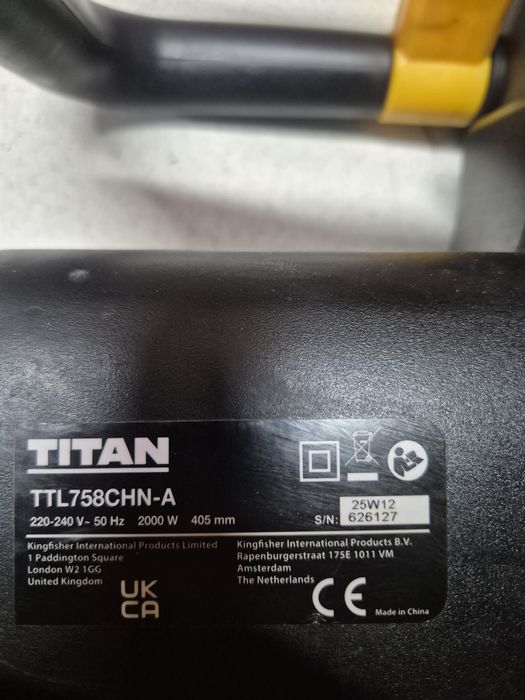 TITAN
TTL758CHN-A
220-240 V~ 50 Hz 2000 W 405 mm
S/N: 25W12
626127
Kingfisher International Products Limited
1 Paddington Square
London W2 1GG
United Kingdom
UK
CA
Kingfisher International Products B.V.
Rapenburgerstraat 175E 1011 VM
Amsterdam
The Netherlands
CE
Made in China